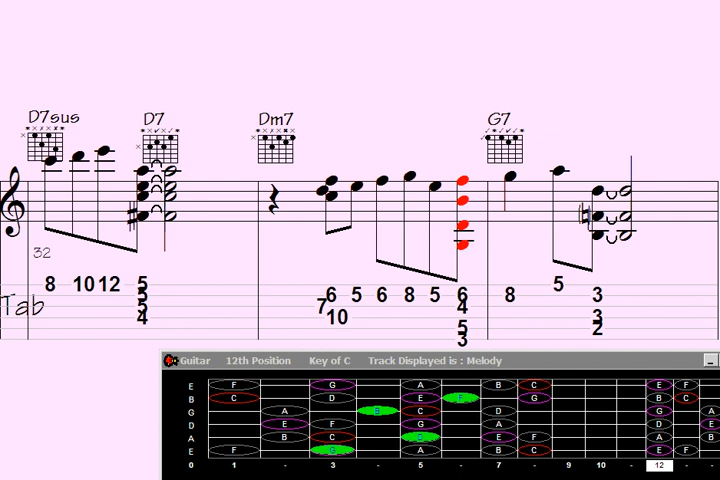 D7sus D7 Dm7 G7
32
8 10 12 5 6 5 6 8 5 6 8 5 3
5 7 4
5 10 3
4 5 2
3
Tab
Guitar 12th Position Key of C Track Displayed is : Melody
E F G A B C E F
B C D E F G B C
G A B C D G A
D E F G A D E
A B C D E F A B
E F G A B C E F
0 1 - 3 - 5 - 7 - 9 10 - 12 - -